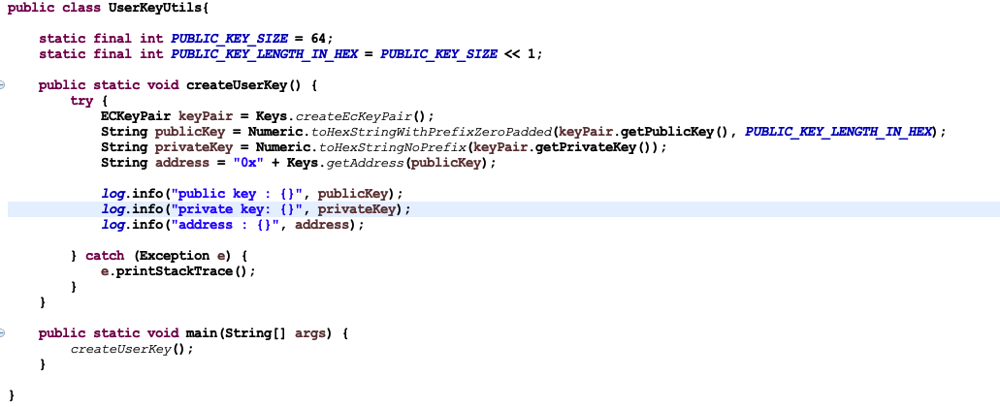 public class UserKeyUtils{
static final int PUBLIC_KEY_SIZE = 64;
static final int PUBLIC_KEY_LENGTH_IN_HEX = PUBLIC_KEY_SIZE << 1;
public static void createUserKey() {
try {
ECKeyPair keyPair = Keys.createEcKeyPair();
String publicKey = Numeric.toHexStringWithPrefixZeroPadded(keyPair.getPublicKey(), PUBLIC_KEY_LENGTH_IN_HEX);
String privateKey = Numeric.toHexStringNoPrefix(keyPair.getPrivateKey());
String address = "0x" + Keys.getAddress(publicKey);
log.info("public key : {}", publicKey);
log.info("private key: {}", privateKey);
log.info("address : {}", address);
} catch (Exception e) {
e.printStackTrace();
}
}
public static void main(String[] args) {
createUserKey();
}
}